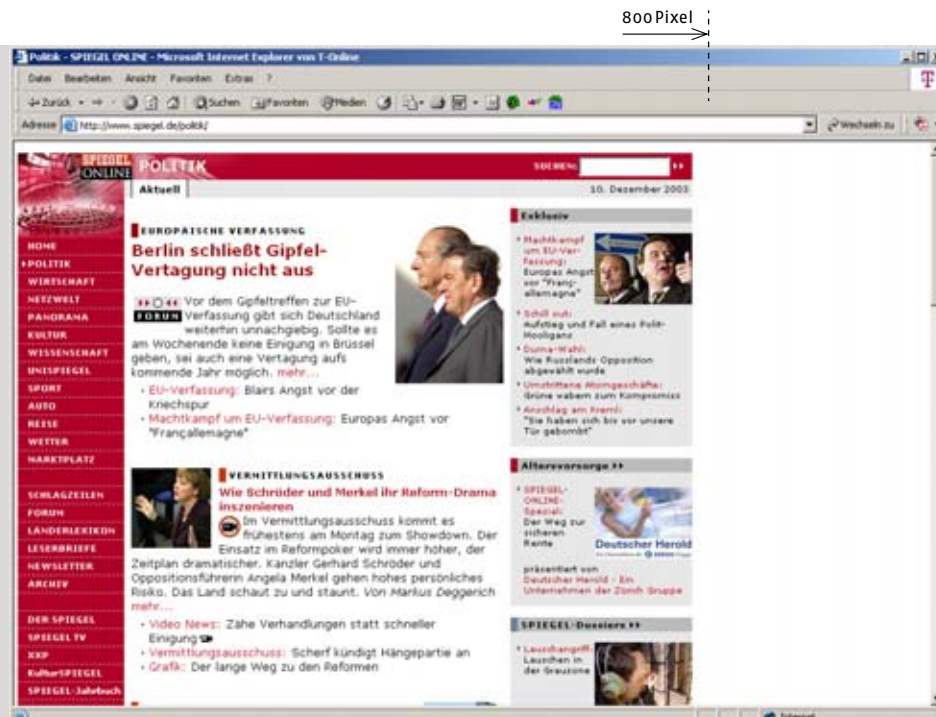 800 Pixel
Politik - SPIEGEL ONLINE - Microsoft Internet Explorer von T-Online
Datei Bearbeiten Ansicht Favoriten Extras ?
Zurück Suchen Favoriten Medien
Adresse http://www.spiegel.de/politik/ Wechseln zu
SPIEGEL
ONLINE
POLITIK
SUCHEN:
Aktuell
10. Dezember 2003
HOME
POLITIK
WIRTSCHAFT
NETZWELT
PANORAMA
KULTUR
WISSENSCHAFT
UNISPIEGEL
SPORT
AUTO
REISE
WETTER
MARKTPLATZ
SCHLAGZEILEN
FORUM
LÄNDERLEXIKON
LESERBRIEFE
NEWSLETTER
ARCHIV
DER SPIEGEL
SPIEGEL TV
XXP
KulturSPIEGEL
SPIEGEL-Jahrbuch
EUROPÄISCHE VERFASSUNG
Berlin schließt Gipfel-
Vertagung nicht aus
Vor dem Gipfeltreffen zur EU-
FORUM Verfassung gibt sich Deutschland
weiterhin unnachgiebig. Sollte es
am Wochenende keine Einigung in Brüssel
geben, sei auch eine Vertagung aufs
kommende Jahr möglich. mehr...
EU-Verfassung: Blairs Angst vor der
Kriechspur
Machtkampf um EU-Verfassung: Europas Angst vor
"Françallemagne"
VERMITTLUNGSAUSSCHUSS
Wie Schröder und Merkel ihr Reform-Drama
inszenieren
Im Vermittlungsausschuss kommt es
frühestens am Montag zum Showdown. Der
Einsatz im Reformpoker wird immer höher, der
Zeitplan dramatischer. Kanzler Gerhard Schröder und
Oppositionsführerin Angela Merkel gehen hohes persönliches
Risiko. Das Land schaut zu und staunt. Von Markus Deggerich
mehr...
Video News: Zähe Verhandlungen statt schneller
Einigung
Vermittlungsausschuss: Scherf kündigt Hängepartie an
Grafik: Der lange Weg zu den Reformen
Exklusiv
Machtkampf
um EU-Ver-
fassung:
Europas Angst
vor "Franç-
allemagne"
Schill out:
Aufstieg und Fall eines Polit-
Hooligans
Duma-Wahl:
Wie Russlands Opposition
abgewählt wurde
Umstrittene Atomgeschäfte:
Grüne wabern zum Kompromiss
Anschlag am Kreml:
"Sie haben sich bis vor unsere
Tür gebombt"
Altersvorsorge
SPIEGEL-
ONLINE-
Spezial:
Der Weg zur
sicheren
Rente
Deutscher Herold
präsentiert von
Deutscher Herold - Ein
Unternehmen der Zürich Gruppe
SPIEGEL-Dossiers
Lauschangriff:
Lauschen in
der Grauzone
Internet